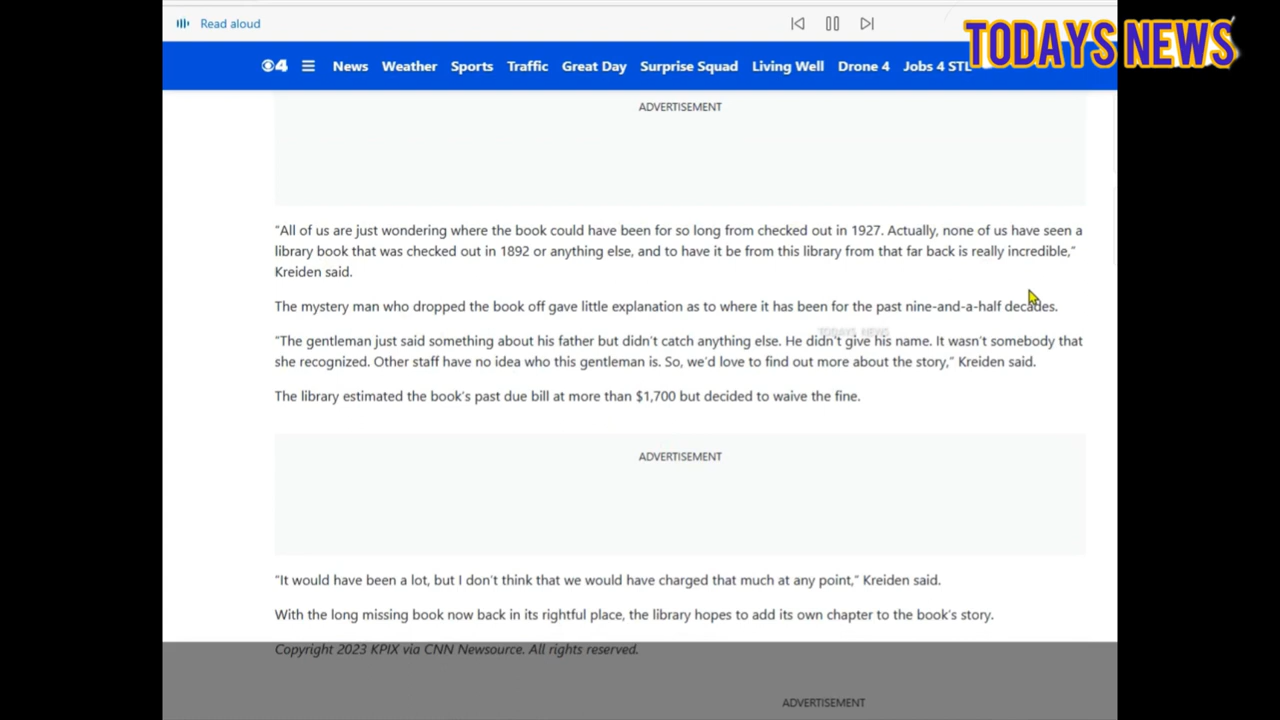 Read aloud
TODAYS NEWS
4 News Weather Sports Traffic Great Day Surprise Squad Living Well Drone 4 Jobs 4 STL
ADVERTISEMENT
“All of us are just wondering where the book could have been for so long from checked out in 1927. Actually, none of us have seen a
library book that was checked out in 1892 or anything else, and to have it be from this library from that far back is really incredible,”
Kreiden said.
The mystery man who dropped the book off gave little explanation as to where it has been for the past nine-and-a-half decades.
TODAYS NEWS
“The gentleman just said something about his father but didn’t catch anything else. He didn’t give his name. It wasn’t somebody that
she recognized. Other staff have no idea who this gentleman is. So, we’d love to find out more about the story,” Kreiden said.
The library estimated the book’s past due bill at more than $1,700 but decided to waive the fine.
ADVERTISEMENT
“It would have been a lot, but I don’t think that we would have charged that much at any point,” Kreiden said.
With the long missing book now back in its rightful place, the library hopes to add its own chapter to the book’s story.
Copyright 2023 KPIX via CNN Newsource. All rights reserved.
ADVERTISEMENT